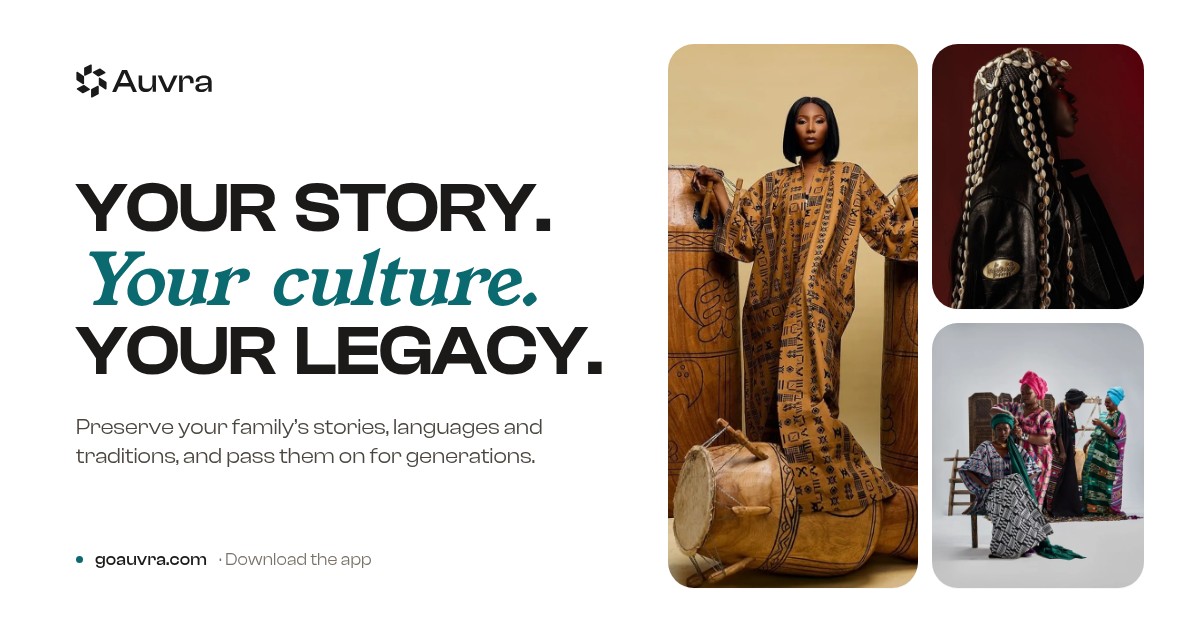 Auvra
YOUR STORY.
Your culture.
YOUR LEGACY.
Preserve your family's stories, languages and
traditions, and pass them on for generations.
goauvra.com · Download the app